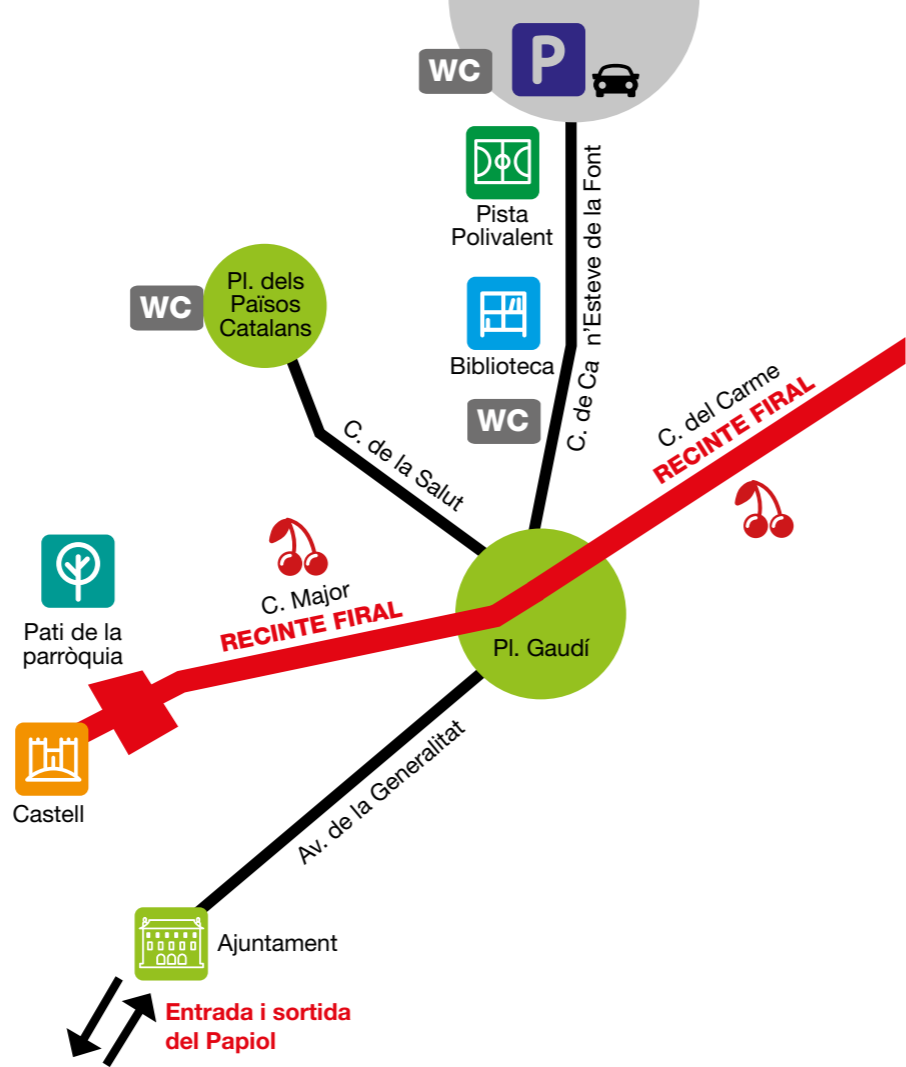 WC
P
Pista
Polivalent
C. de Ca n'Esteve de la Font
Pl. dels
Països
Catalans
WC
Biblioteca
WC
C. del Carme
RECINTE FIRAL
C. de la Salut
C. Major
RECINTE FIRAL
Pati de la
parròquia
Pl. Gaudí
Av. de la Generalitat
Castell
Ajuntament
Entrada i sortida
del Papiol